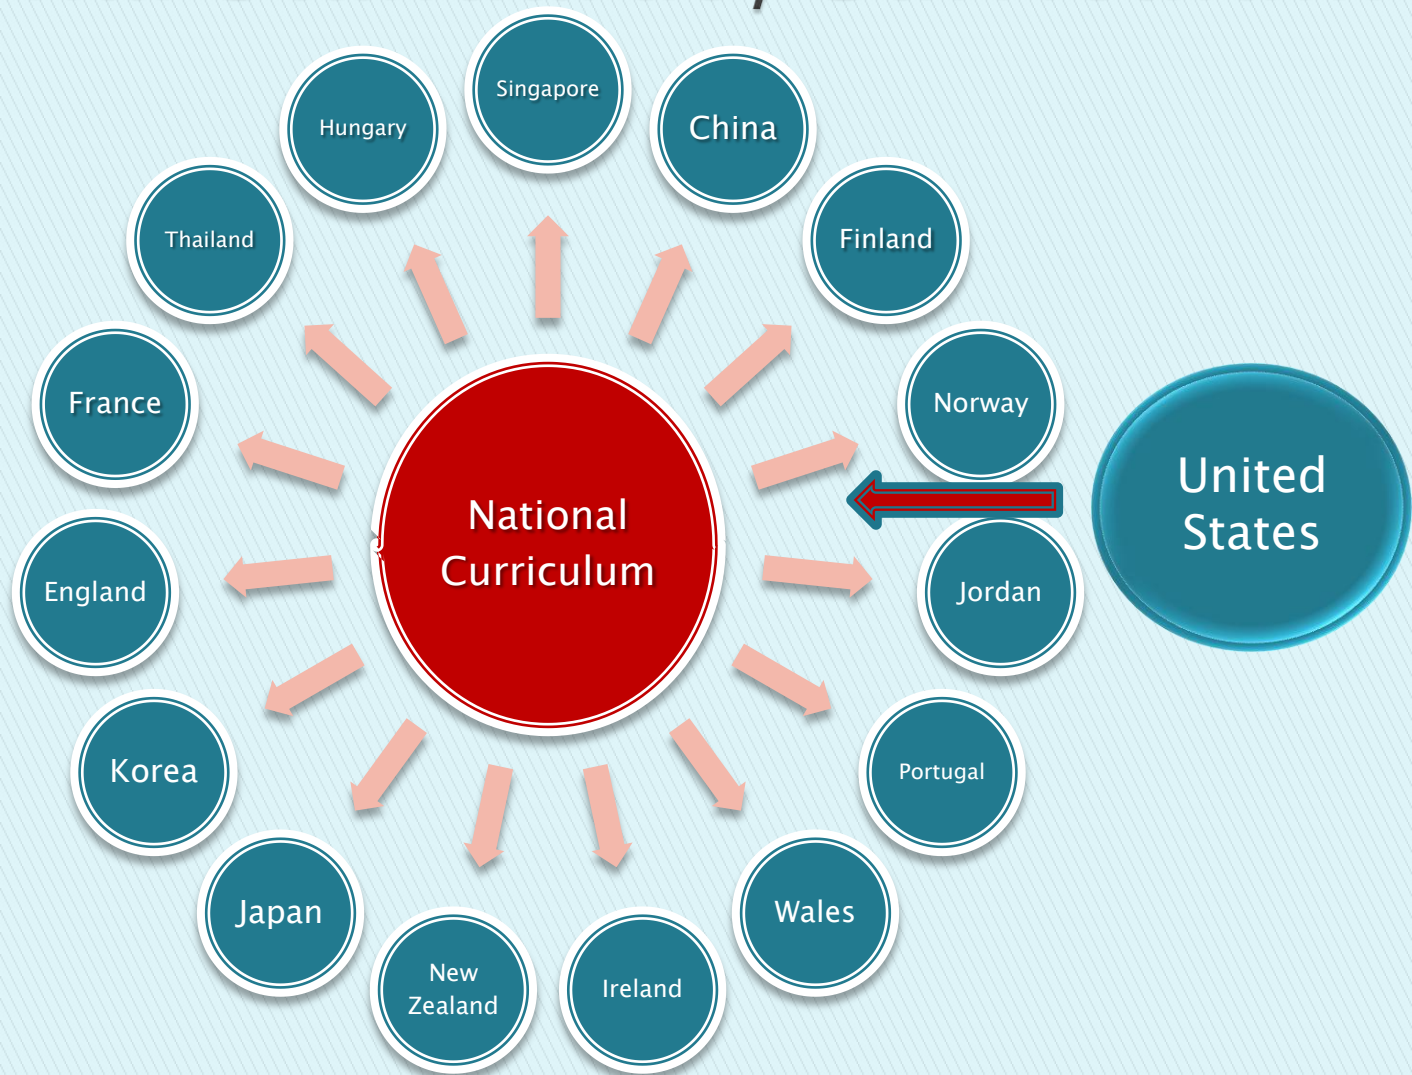 Singapore
China
Hungary
Finland
Thailand
Norway
France
United
States
National
Curriculum
England
Jordan
Korea
Portugal
Japan
Wales
New
Zealand
Ireland